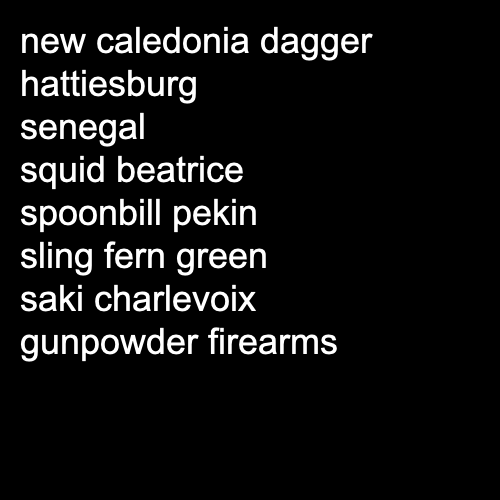 new caledonia dagger
hattiesburg
senegal
squid beatrice
spoonbill pekin
sling fern green
saki charlevoix
gunpowder firearms